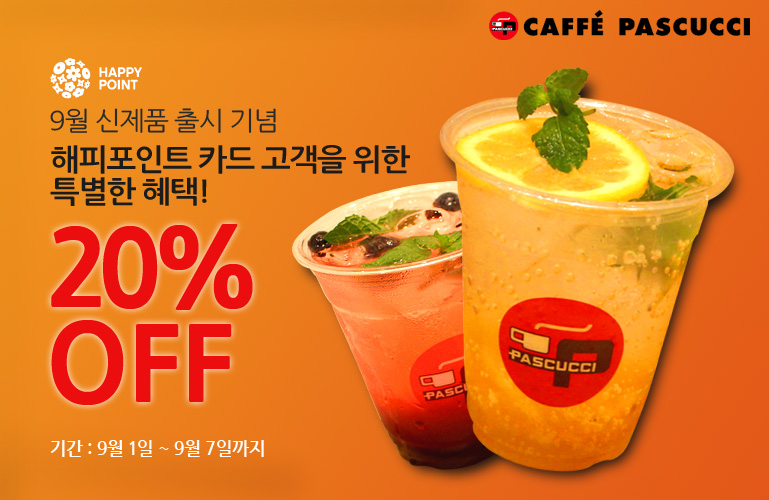 CAFFÉ PASCUCCI
PASCUCCI
HAPPY
POINT
9월 신제품 출시 기념
해피포인트 카드 고객을 위한
특별한 혜택!
20%
OFF
기간 : 9월 1일 ~ 9월 7일까지
PASCUCCI
PASCUCCI